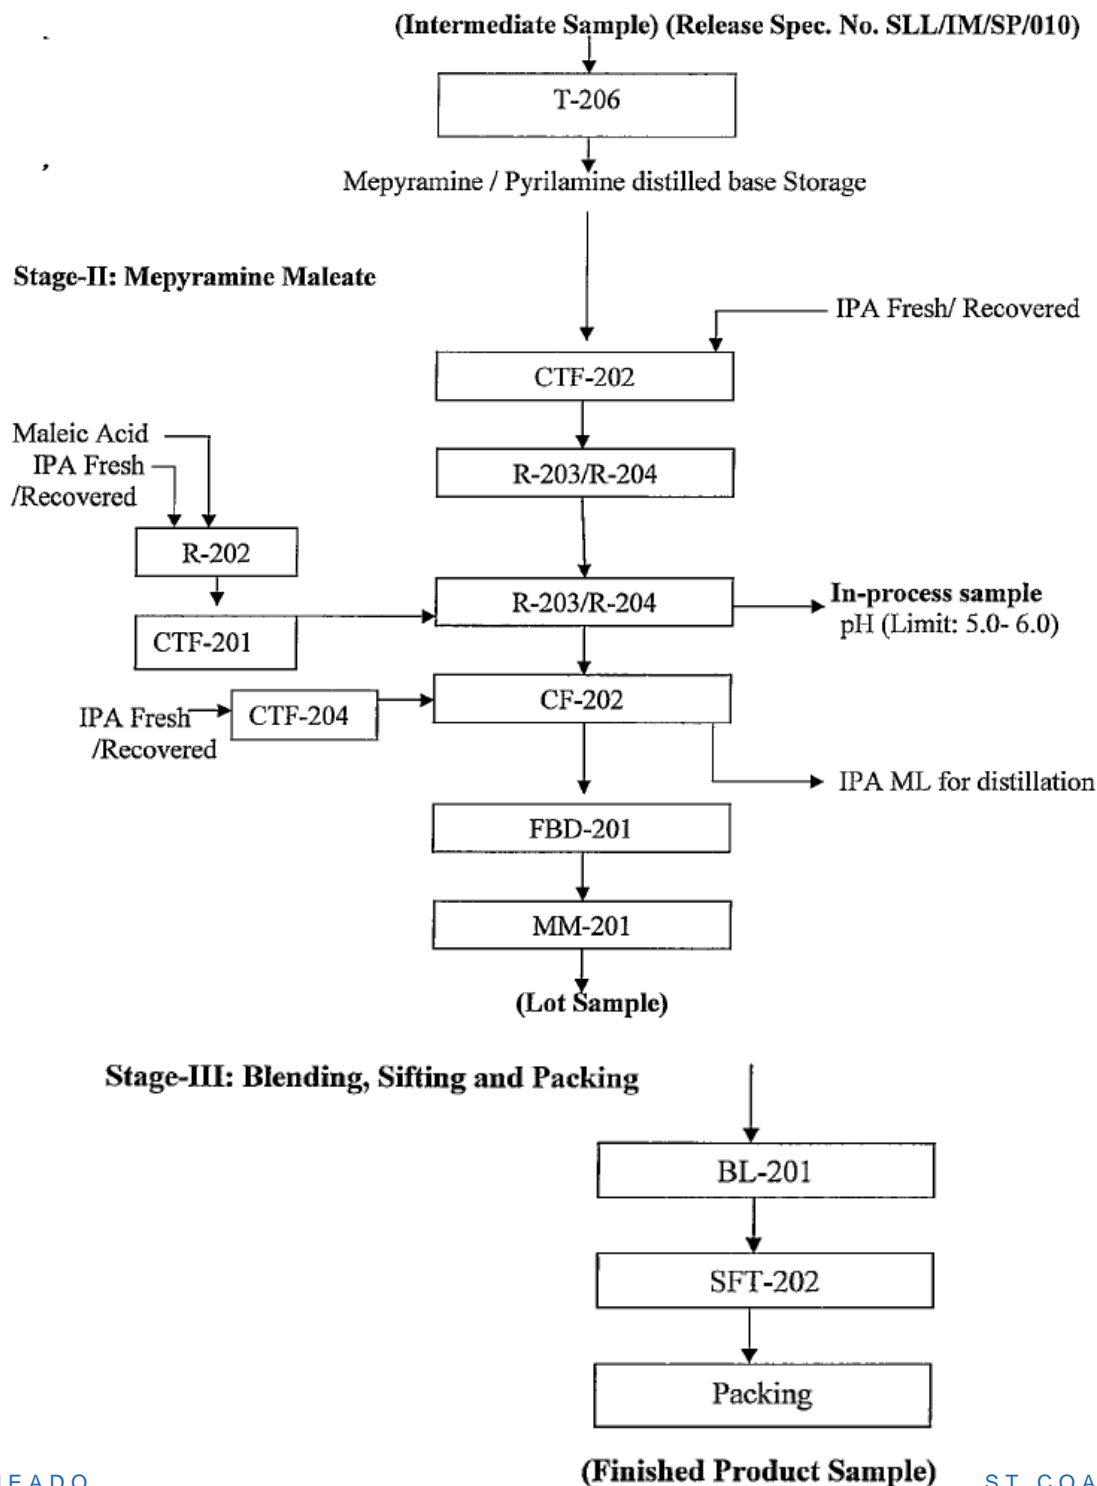 (Intermediate Sample) (Release Spec. No. SLL/IM/SP/010)
T-206
Mepyramine / Pyrilamine distilled base Storage
Stage-II: Mepyramine Maleate
IPA Fresh/ Recovered
CTF-202
Maleic Acid
IPA Fresh
/Recovered
R-203/R-204
R-202
R-203/R-204
In-process sample
pH (Limit: 5.0- 6.0)
CTF-201
CF-202
IPA Fresh
/Recovered
CTF-204
IPA ML for distillation
FBD-201
MM-201
(Lot Sample)
Stage-III: Blending, Sifting and Packing
BL-201
SFT-202
Packing
(Finished Product Sample)